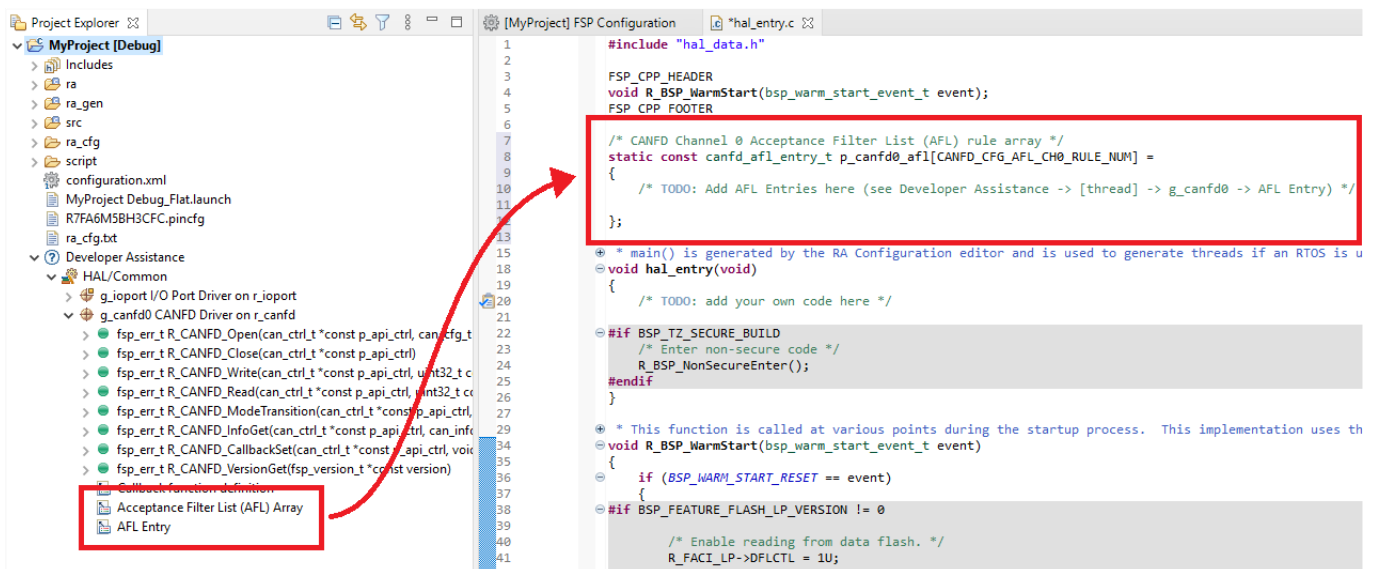 Project Explorer
MyProject [Debug]
Includes
ra
ra_gen
src
ra_cfg
script
configuration.xml
MyProject Debug_Flat.launch
R7FA6M5BH3CFC.pincfg
ra_cfg.txt
Developer Assistance
HAL/Common
g_ioport I/O Port Driver on r_ioport
g_canfd0 CANFD Driver on r_canfd
fsp_err_t R_CANFD_Open(can_ctrl_t *const p_api_ctrl, can_cfg_t
fsp_err_t R_CANFD_Close(can_ctrl_t *const p_api_ctrl)
fsp_err_t R_CANFD_Write(can_ctrl_t *const p_api_ctrl, uint32_t c
fsp_err_t R_CANFD_Read(can_ctrl_t *const p_api_ctrl, uint32_t c
fsp_err_t R_CANFD_ModeTransition(can_ctrl_t *const p_api_ctrl,
fsp_err_t R_CANFD_InfoGet(can_ctrl_t *const p_api_ctrl, can_info
fsp_err_t R_CANFD_CallbackSet(can_ctrl_t *const p_api_ctrl, void
fsp_err_t R_CANFD_VersionGet(fsp_version_t *const version)
Callback function definition
Acceptance Filter List (AFL) Array
AFL Entry
[MyProject] FSP Configuration
*hal_entry.c
1 #include "hal_data.h"
2
3 FSP_CPP_HEADER
4 void R_BSP_WarmStart(bsp_warm_start_event_t event);
5 FSP_CPP_FOOTER
6
7 /* CANFD Channel 0 Acceptance Filter List (AFL) rule array */
8 static const canfd_afl_entry_t p_canfd0_afl[CANFD_CFG_AFL_CH0_RULE_NUM] =
9 {
10 /* TODO: Add AFL Entries here (see Developer Assistance -> [thread] -> g_canfd0 -> AFL Entry) */
11
12 };
13
15 * main() is generated by the RA Configuration editor and is used to generate threads if an RTOS is u
18 void hal_entry(void)
19 {
20 /* TODO: add your own code here */
21
22 #if BSP_TZ_SECURE_BUILD
23 /* Enter non-secure code */
24 R_BSP_NonSecureEnter();
25 #endif
26 }
27
29 * This function is called at various points during the startup process. This implementation uses th
34 void R_BSP_WarmStart(bsp_warm_start_event_t event)
35 {
36 if (BSP_WARM_START_RESET == event)
37 {
38 #if BSP_FEATURE_FLASH_LP_VERSION != 0
39
40 /* Enable reading from data flash. */
41 R_FACI_LP->DFLCTL = 1U;